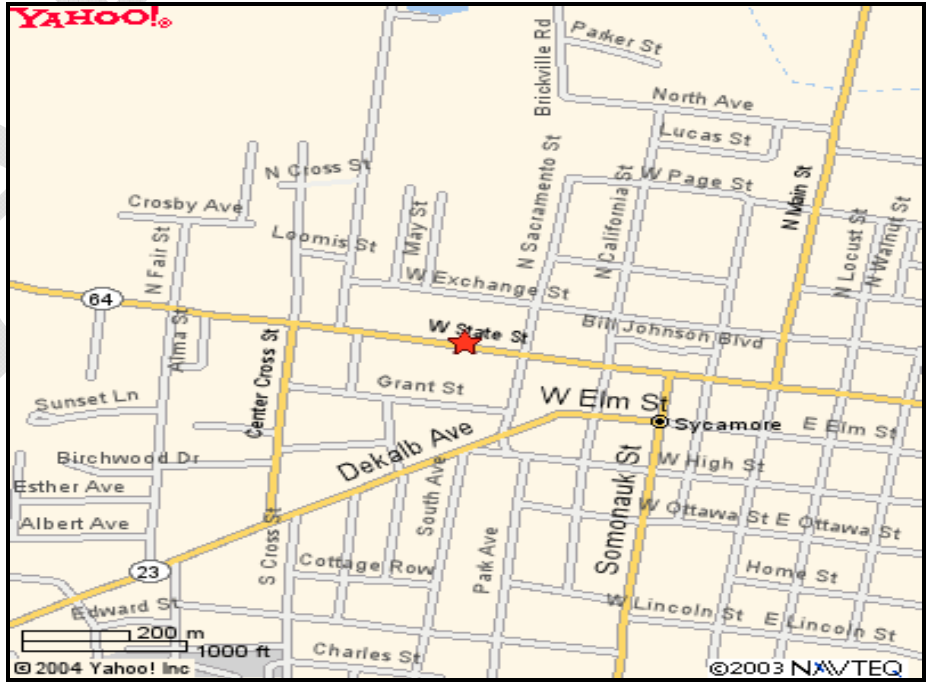 YAHOO!®
Parker St
Brickville Rd
North Ave
Lucas St
N Cross St
W Page St
Crosby Ave
N Sacramento St
N California St
N Main St
May St
N Locust St
N Walnut St
Loomis St
N Fair St
W Exchange St
64
W State St
Bill Johnson Blvd
Alma St
Center Cross St
Grant St
W Elm St
Sunset Ln
Sycamore
E Elm St
Dekalb Ave
Birchwood Dr
W High St
Esther Ave
South Ave
Somonauk St
W Ottawa St
E Ottawa St
Albert Ave
S Cross St
Park Ave
Cottage Row
23
Home St
Edward St
W Lincoln St
E Lincoln St
200 m
1000 ft
Charles St
© 2004 Yahoo! Inc
©2003 NAVTEQ